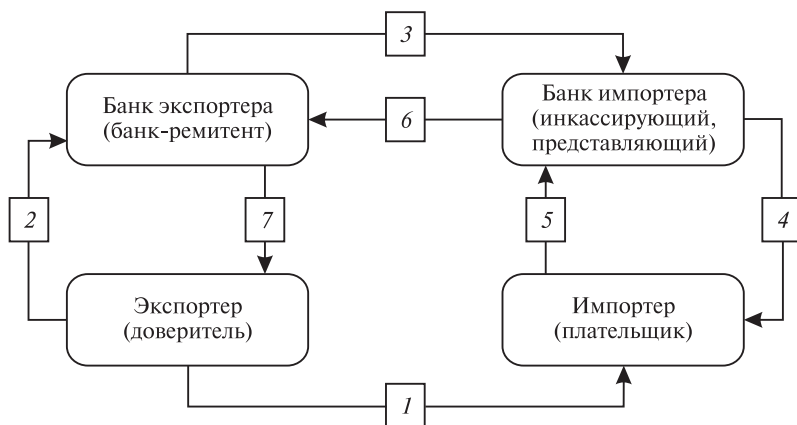 3
Банк экспортера
(банк-ремитент)
6
Банк импортера
(инкассирующий,
представляющий)
2
7
5
4
Экспортер
(доверитель)
Импортер
(плательщик)
1